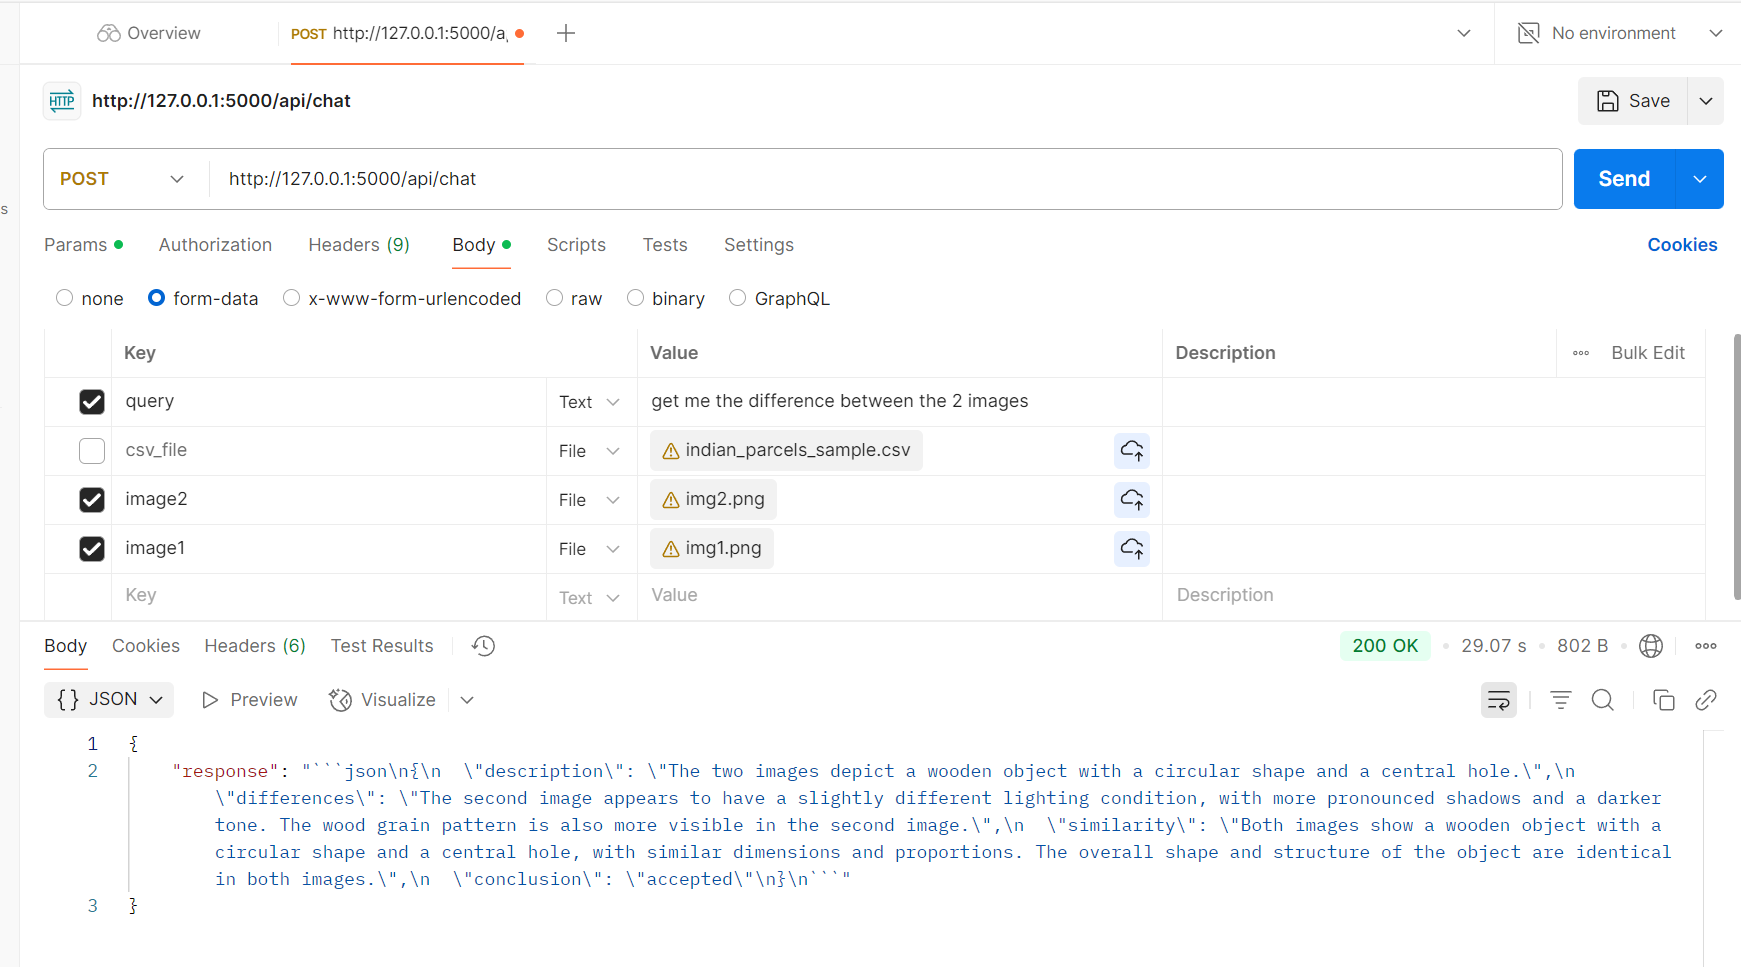 Overview
POST http://127.0.0.1:5000/a
No environment
HTTP http://127.0.0.1:5000/api/chat
Save
POST http://127.0.0.1:5000/api/chat
Send
s
Params Authorization Headers (9) Body Scripts Tests Settings Cookies
none form-data x-www-form-urlencoded raw binary GraphQL
Key Value Description Bulk Edit
query Text get me the difference between the 2 images
csv_file File indian_parcels_sample.csv
image2 File img2.png
image1 File img1.png
Key Text Value Description
Body Cookies Headers (6) Test Results 200 OK 29.07 s 802 B
{} JSON Preview Visualize
1 {
2 "response": "```json\n{\n  \"description\": \"The two images depict a wooden object with a circular shape and a central hole.\",\n
\"differences\": \"The second image appears to have a slightly different lighting condition, with more pronounced shadows and a darker
tone. The wood grain pattern is also more visible in the second image.\",\n  \"similarity\": \"Both images show a wooden object with a
circular shape and a central hole, with similar dimensions and proportions. The overall shape and structure of the object are identical
in both images.\",\n  \"conclusion\": \"accepted\"\n}\n```"
3 }